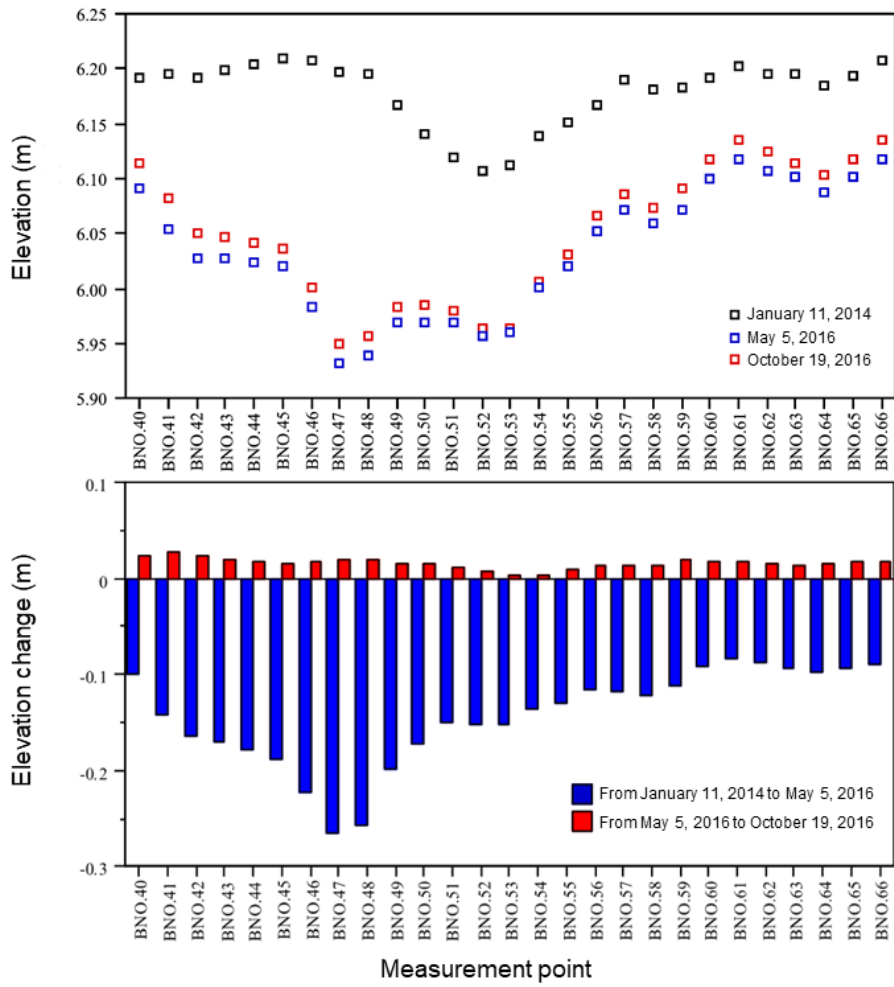 6.25
6.20
6.15
6.10
6.05
6.00
5.95
5.90
Elevation (m)
January 11, 2014
May 5, 2016
October 19, 2016
BNO.40
BNO.41
BNO.42
BNO.43
BNO.44
BNO.45
BNO.46
BNO.47
BNO.48
BNO.49
BNO.50
BNO.51
BNO.52
BNO.53
BNO.54
BNO.55
BNO.56
BNO.57
BNO.58
BNO.59
BNO.60
BNO.61
BNO.62
BNO.63
BNO.64
BNO.65
BNO.66
0.1
0
-0.1
-0.2
-0.3
Elevation change (m)
From January 11, 2014 to May 5, 2016
From May 5, 2016 to October 19, 2016
BNO.40
BNO.41
BNO.42
BNO.43
BNO.44
BNO.45
BNO.46
BNO.47
BNO.48
BNO.49
BNO.50
BNO.51
BNO.52
BNO.53
BNO.54
BNO.55
BNO.56
BNO.57
BNO.58
BNO.59
BNO.60
BNO.61
BNO.62
BNO.63
BNO.64
BNO.65
BNO.66
Measurement point